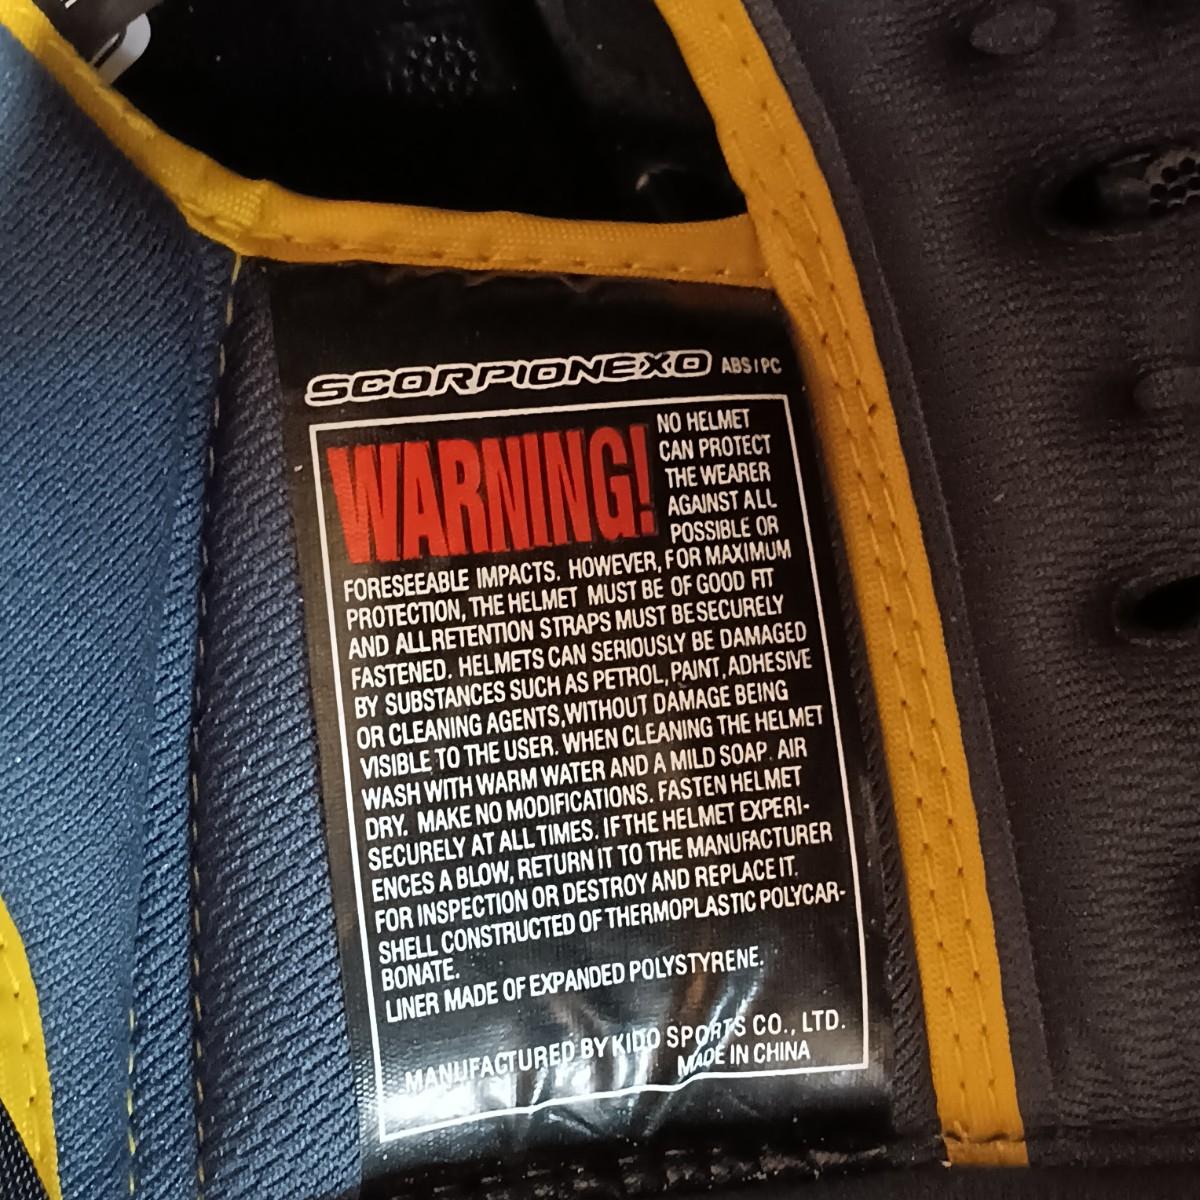 SCORPIONEXO ABS/PC
WARNING!
NO HELMET
CAN PROTECT
THE WEARER
AGAINST ALL
POSSIBLE OR
FORESEEABLE IMPACTS. HOWEVER, FOR MAXIMUM
PROTECTION, THE HELMET MUST BE OF GOOD FIT
AND ALL RETENTION STRAPS MUST BE SECURELY
FASTENED. HELMETS CAN SERIOUSLY BE DAMAGED
BY SUBSTANCES SUCH AS PETROL, PAINT, ADHESIVE
OR CLEANING AGENTS, WITHOUT DAMAGE BEING
VISIBLE TO THE USER. WHEN CLEANING THE HELMET
WASH WITH WARM WATER AND A MILD SOAP. AIR
DRY. MAKE NO MODIFICATIONS. FASTEN HELMET
SECURELY AT ALL TIMES. IF THE HELMET EXPERI-
ENCES A BLOW, RETURN IT TO THE MANUFACTURER
FOR INSPECTION OR DESTROY AND REPLACE IT.
SHELL CONSTRUCTED OF THERMOPLASTIC POLYCAR-
BONATE.
LINER MADE OF EXPANDED POLYSTYRENE.
MANUFACTURED BY KIDO SPORTS CO., LTD.
MADE IN CHINA